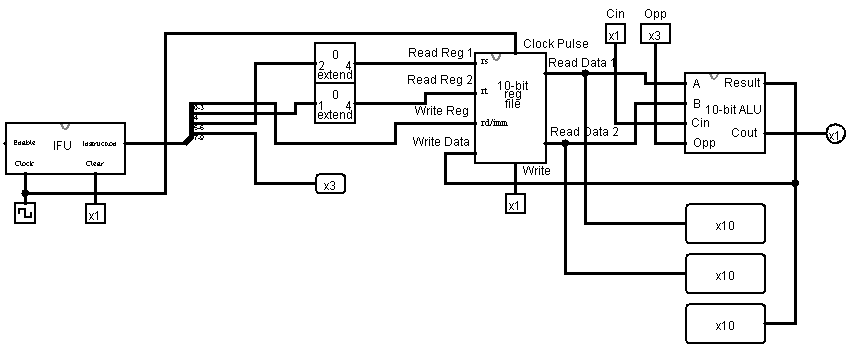 Cin
Opp
x1
x3
Clock Pulse
0
2 4
extend
Read Reg 1
rs
Read Data 1
0
1 4
extend
Read Reg 2
rt
10-bit
reg
file
Write Reg
rd/imm
Write Data
Read Data 2
Write
x1
A
Result
B
10-bit ALU
Cin
Cout
Opp
x1
0-3
4
Enable
IFU
Instruction
Clock
Clear
x1
x3
x10
x10
x10